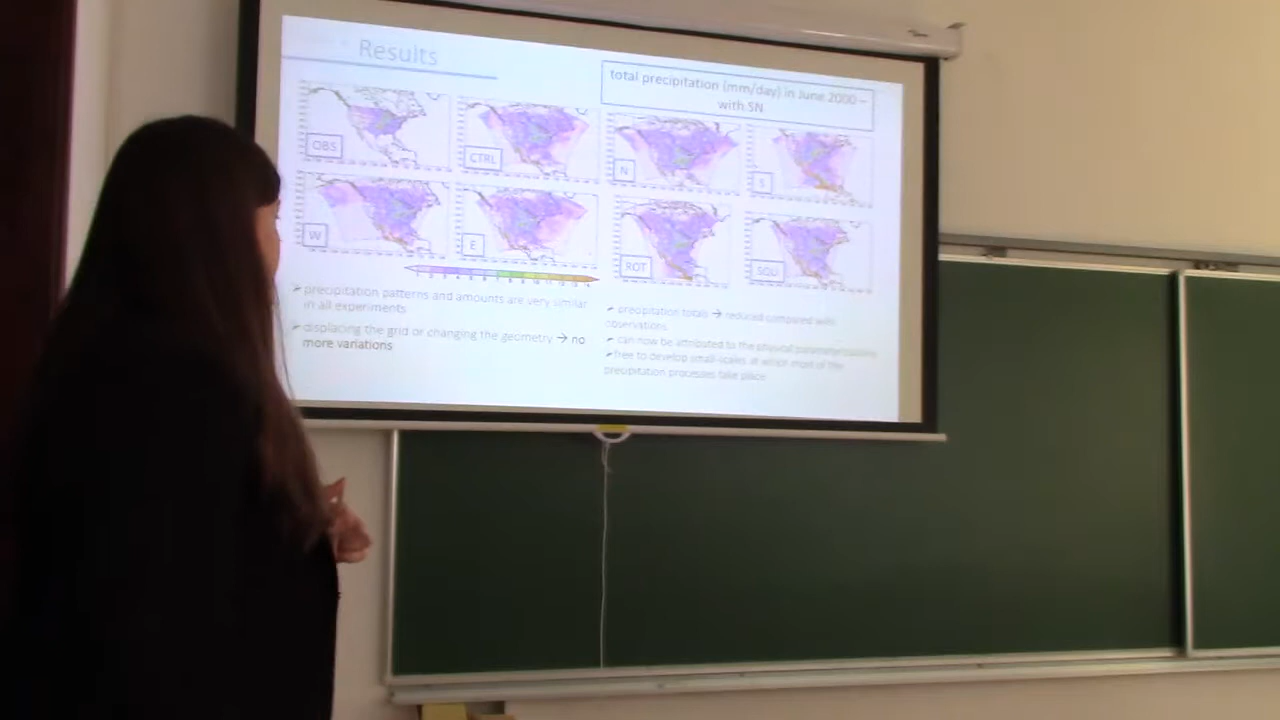 Results
total precipitation (mm/day) in June 2000 –
with SN
OBS
CTRL
N
S
W
E
ROT
SQU
precipitation patterns and amounts are very similar
in all experiments
displacing the grid or changing the geometry → no
more variations
precipitation totals → reduced compared with
observations
can now be attributed to the physical parameterizations
free to develop small-scales at which most of the
precipitation processes take place